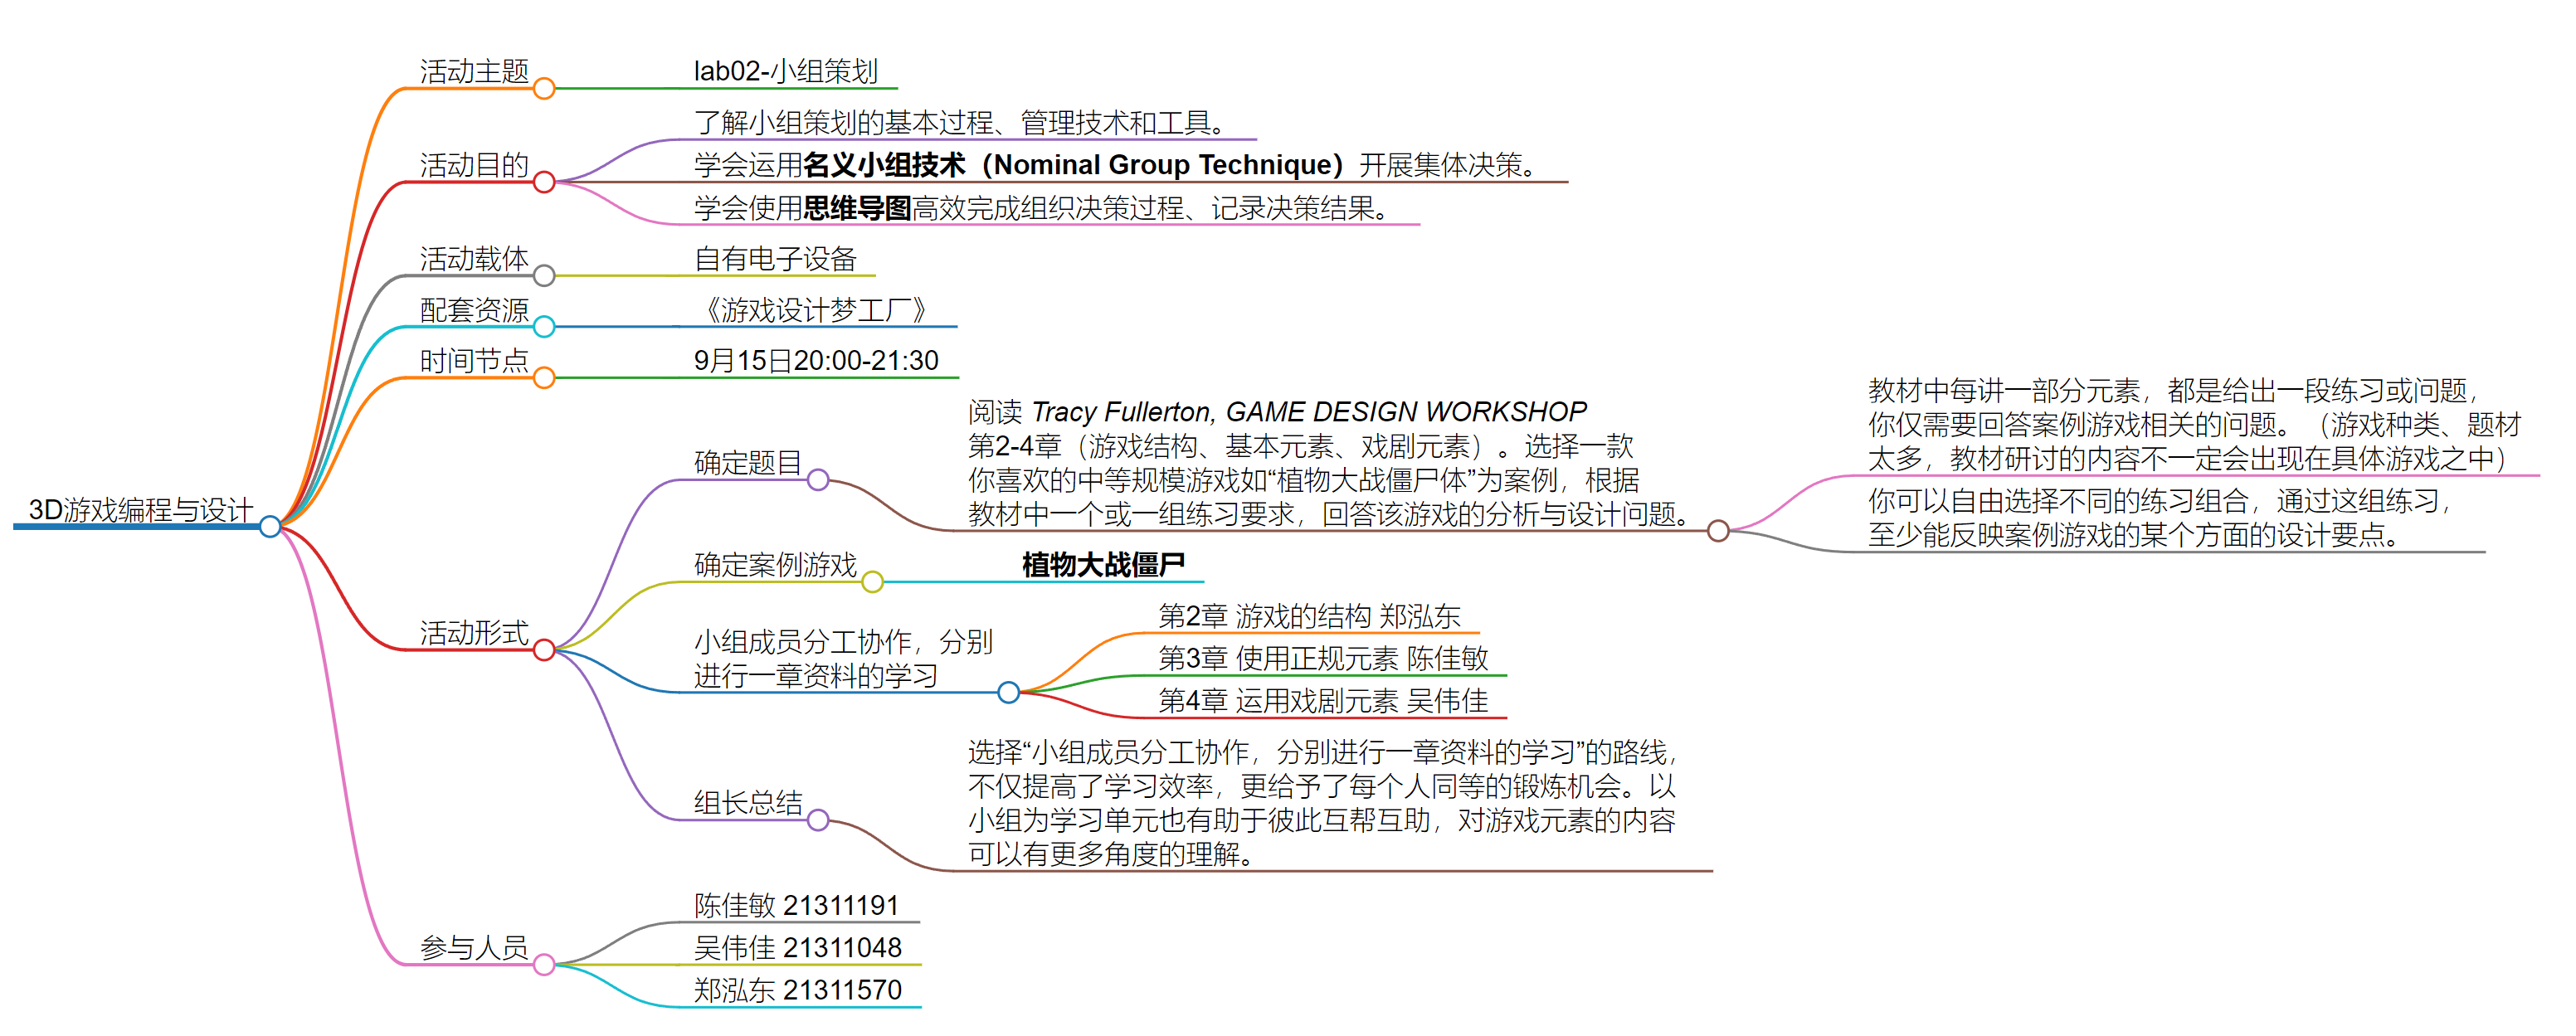 3D游戏编程与设计
活动主题
lab02-小组策划
活动目的
了解小组策划的基本过程、管理技术和工具。
学会运用名义小组技术（Nominal Group Technique）开展集体决策。
学会使用思维导图高效完成组织决策过程、记录决策结果。
活动载体
自有电子设备
配套资源
《游戏设计梦工厂》
时间节点
9月15日20:00-21:30
活动形式
确定题目
阅读 Tracy Fullerton, GAME DESIGN WORKSHOP
第2-4章（游戏结构、基本元素、戏剧元素）。选择一款
你喜欢的中等规模游戏如“植物大战僵尸体”为案例，根据
教材中一个或一组练习要求，回答该游戏的分析与设计问题。
教材中每讲一部分元素，都是给出一段练习或问题，
你仅需要回答案例游戏相关的问题。（游戏种类、题材
太多，教材研讨的内容不一定会出现在具体游戏之中）
你可以自由选择不同的练习组合，通过这组练习，
至少能反映案例游戏的某个方面的设计要点。
确定案例游戏
植物大战僵尸
小组成员分工协作，分别
进行一章资料的学习
第2章 游戏的结构 郑泓东
第3章 使用正规元素 陈佳敏
第4章 运用戏剧元素 吴伟佳
组长总结
选择“小组成员分工协作，分别进行一章资料的学习”的路线，
不仅提高了学习效率，更给予了每个人同等的锻炼机会。以
小组为学习单元也有助于彼此互帮互助，对游戏元素的内容
可以有更多角度的理解。
参与人员
陈佳敏 21311191
吴伟佳 21311048
郑泓东 21311570